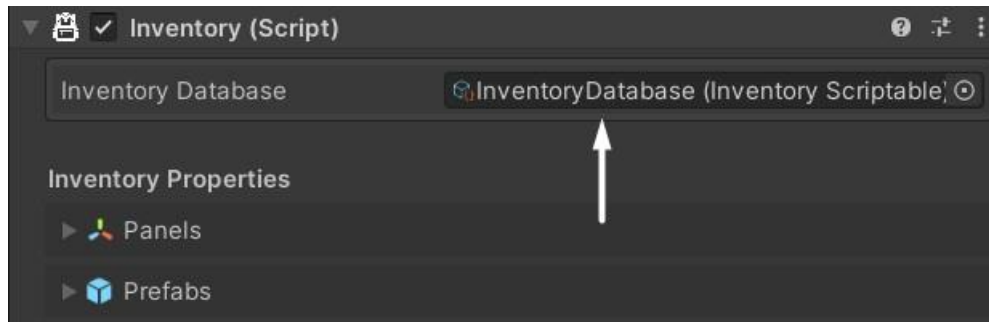 Inventory (Script)
Inventory Database InventoryDatabase (Inventory Scriptable)
Inventory Properties
Panels
Prefabs